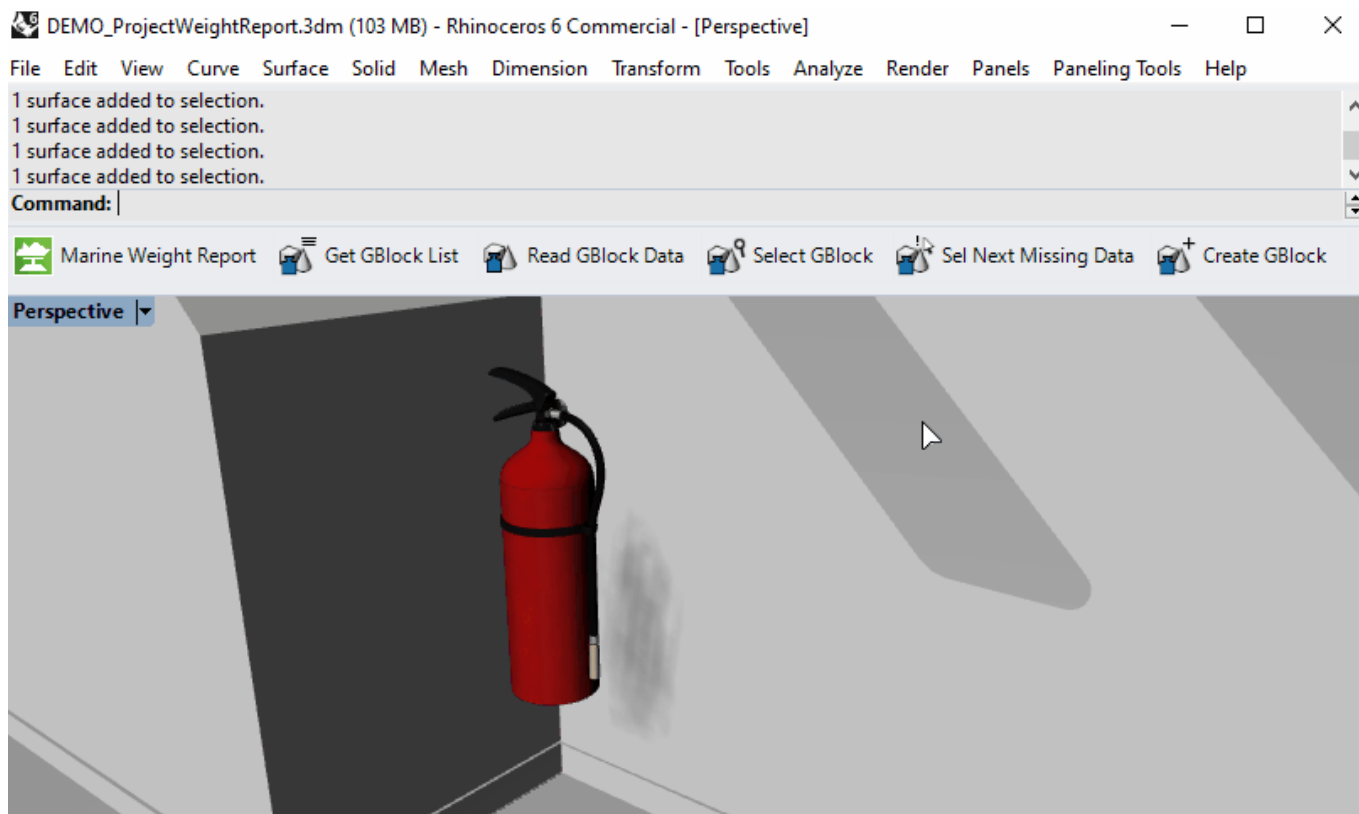 DEMO_ProjectWeightReport.3dm (103 MB) - Rhinoceros 6 Commercial - [Perspective]
File Edit View Curve Surface Solid Mesh Dimension Transform Tools Analyze Render Panels Paneling Tools Help
1 surface added to selection.
1 surface added to selection.
1 surface added to selection.
1 surface added to selection.
Command:
Marine Weight Report Get GBlock List Read GBlock Data Select GBlock Sel Next Missing Data Create GBlock
Perspective